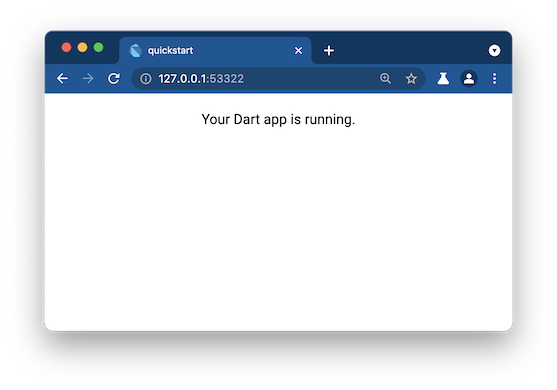 quickstart
127.0.0.1:53322
Your Dart app is running.